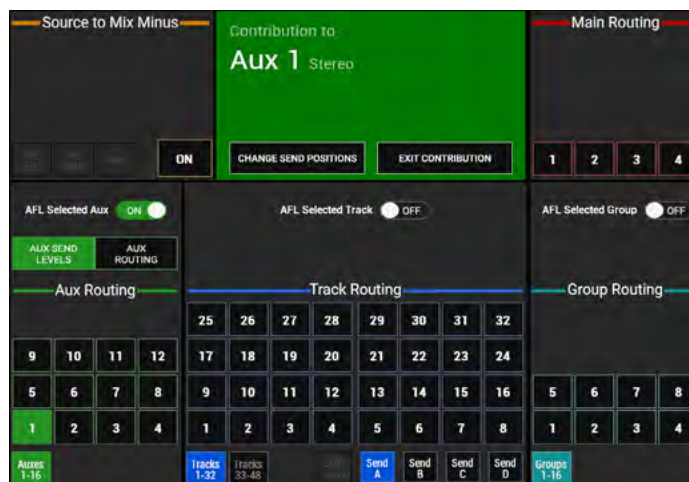 Source to Mix Minus
Contribution to
Aux 1 Stereo
Main Routing
ON
CHANGE SEND POSITIONS
EXIT CONTRIBUTION
1 2 3 4
AFL Selected Aux ON
AFL Selected Track OFF
AFL Selected Group OFF
AUX SEND LEVELS
AUX ROUTING
Aux Routing
Track Routing
Group Routing
25 26 27 28 29 30 31 32
9 10 11 12 17 18 19 20 21 22 23 24
5 6 7 8 9 10 11 12 13 14 15 16 5 6 7 8
1 2 3 4 1 2 3 4 5 6 7 8 1 2 3 4
Auxes 1-16
Tracks 1-32
Tracks 33-48
Send A
Send B
Send C
Send D
Groups 1-16